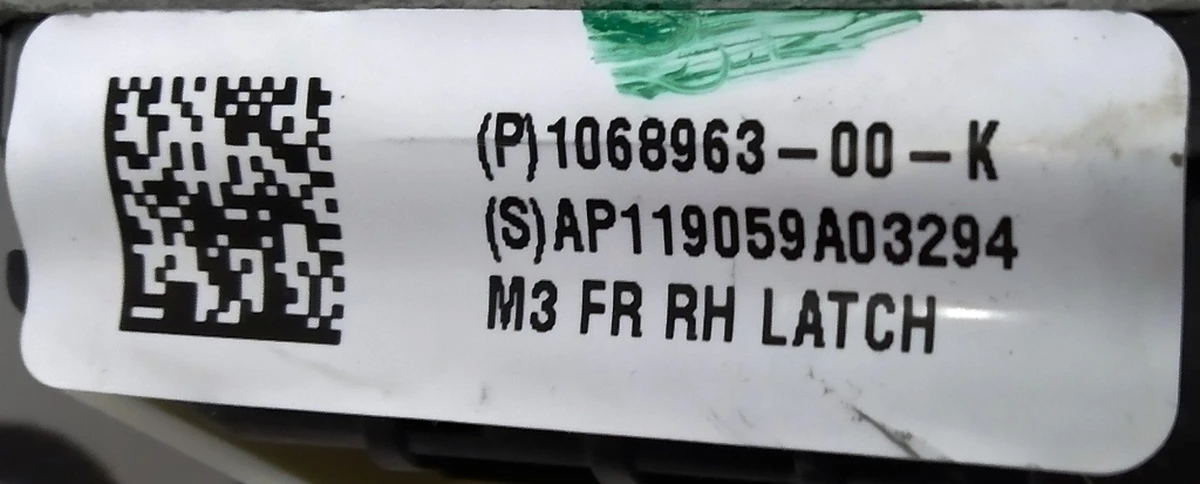 (P)1068963-00-K
(S)AP119059A03294
M3 FR RH LATCH